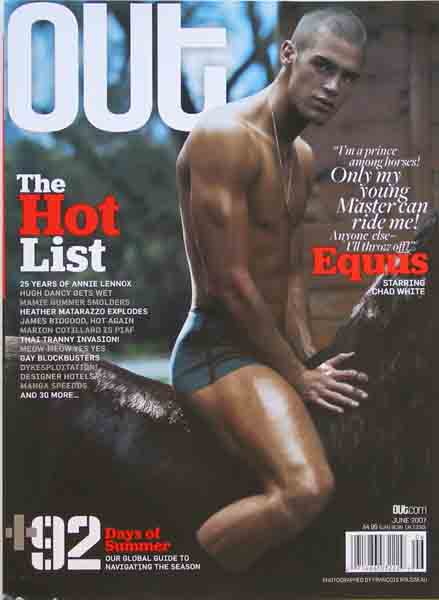 Out
"I'm a prince
among horses!
Only my
young
Master can
ride me!
Anyone else–
I'll throw off!"
Equus
STARRING
CHAD WHITE
The
Hot
List
25 YEARS OF ANNIE LENNOX
HUGH DANCY GETS WET
MAMIE GUMMER SMOLDERS
HEATHER MATARAZZO EXPLODES
JAMES BIDGOOD, HOT AGAIN
MARION COTILLARD IS PIAF
THAI TRANNY INVASION!
MEOW MEOW YES YES
GAY BLOCKBUSTERS
DYKESPLOITATION!
DESIGNER HOTELS
MANGA SPEEDOS
AND 30 MORE...
+92
Days of
Summer
OUR GLOBAL GUIDE TO
NAVIGATING THE SEASON
Out.com
JUNE 2007
PHOTOGRAPHED BY FRANÇOIS ROUSSEAU